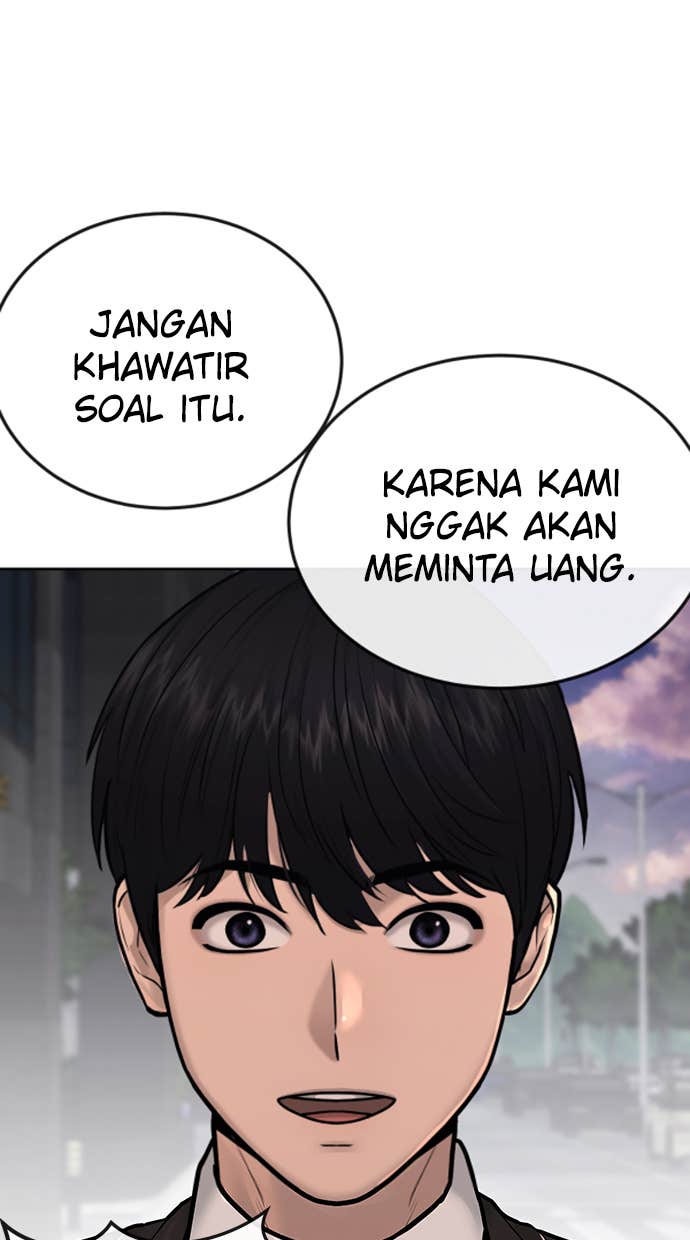 JANGAN
KHAWATIR
SOAL ITU.
KARENA KAMI
NGGAK AKAN
MEMINTA UANG.